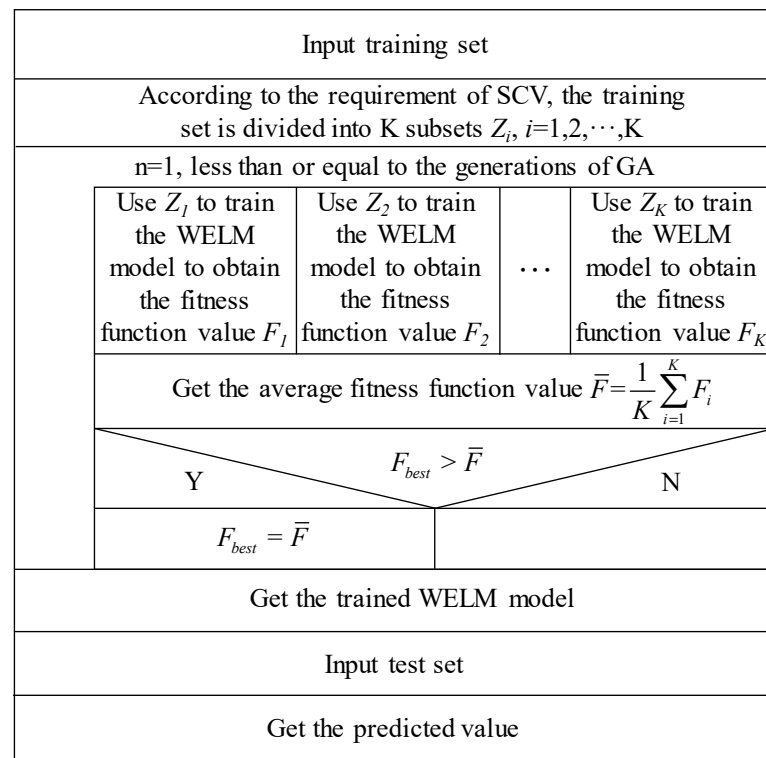 Input training set
According to the requirement of SCV, the training
set is divided into K subsets Z_i, i=1,2,⋯,K
n=1, less than or equal to the generations of GA
Use Z_1 to train
the WELM
model to obtain
the fitness
function value F_1
Use Z_2 to train
the WELM
model to obtain
the fitness
function value F_2
⋯
Use Z_K to train
the WELM
model to obtain
the fitness
function value F_K
Get the average fitness function value F̄ = \frac{1}{K} \sum_{i=1}^{K} F_i
F_best > F̄
Y
N
F_best = F̄
Get the trained WELM model
Input test set
Get the predicted value